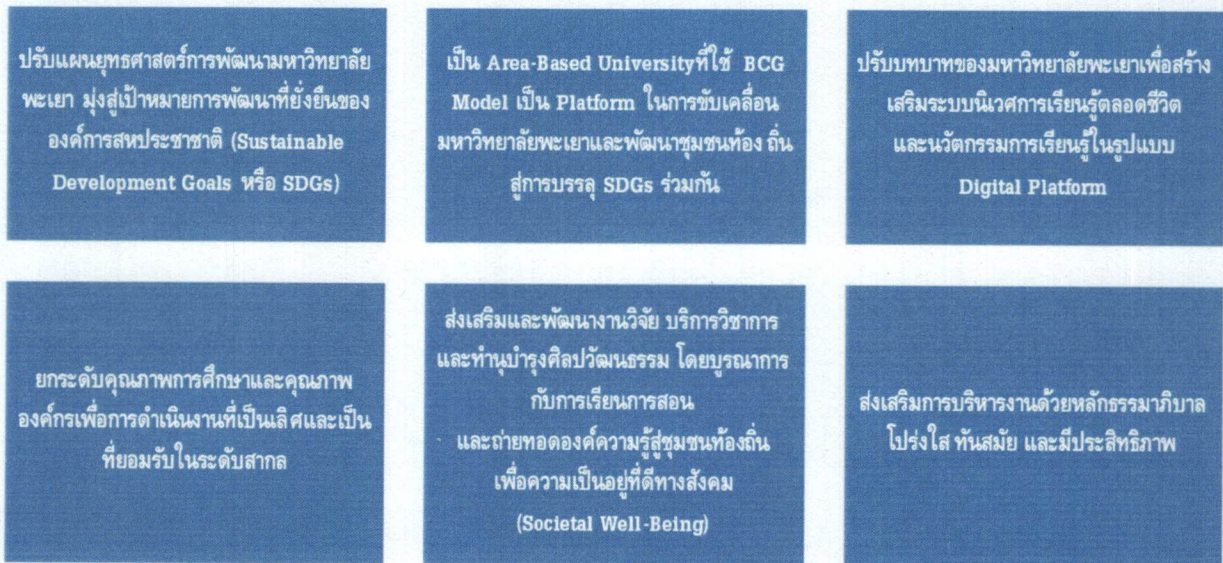 ปรับแผนยุทธศาสตร์การพัฒนามหาวิทยาลัย
พะเยา มุ่งสู่เป้าหมายการพัฒนาที่ยั่งยืนของ
องค์การสหประชาชาติ (Sustainable
Development Goals หรือ SDGs)
เป็น Area-Based Universityที่ใช้ BCG
Model เป็น Platform ในการขับเคลื่อน
มหาวิทยาลัยพะเยาและพัฒนาชุมชนท้อง ถิ่น
สู่การบรรลุ SDGs ร่วมกัน
ปรับบทบาทของมหาวิทยาลัยพะเยาเพื่อสร้าง
เสริมระบบนิเวศการเรียนรู้ตลอดชีวิต
และนวัตกรรมการเรียนรู้ในรูปแบบ
Digital Platform
ยกระดับคุณภาพการศึกษาและคุณภาพ
องค์กรเพื่อการดำเนินงานที่เป็นเลิศและเป็น
ที่ยอมรับในระดับสากล
ส่งเสริมและพัฒนางานวิจัย บริการวิชาการ
และทำนุบำรุงศิลปวัฒนธรรม โดยบูรณาการ
กับการเรียนการสอน
และถ่ายทอดองค์ความรู้สู่ชุมชนท้องถิ่น
เพื่อความเป็นอยู่ที่ดีทางสังคม
(Societal Well-Being)
ส่งเสริมการบริหารงานด้วยหลักธรรมาภิบาล
โปร่งใส ทันสมัย และมีประสิทธิภาพ